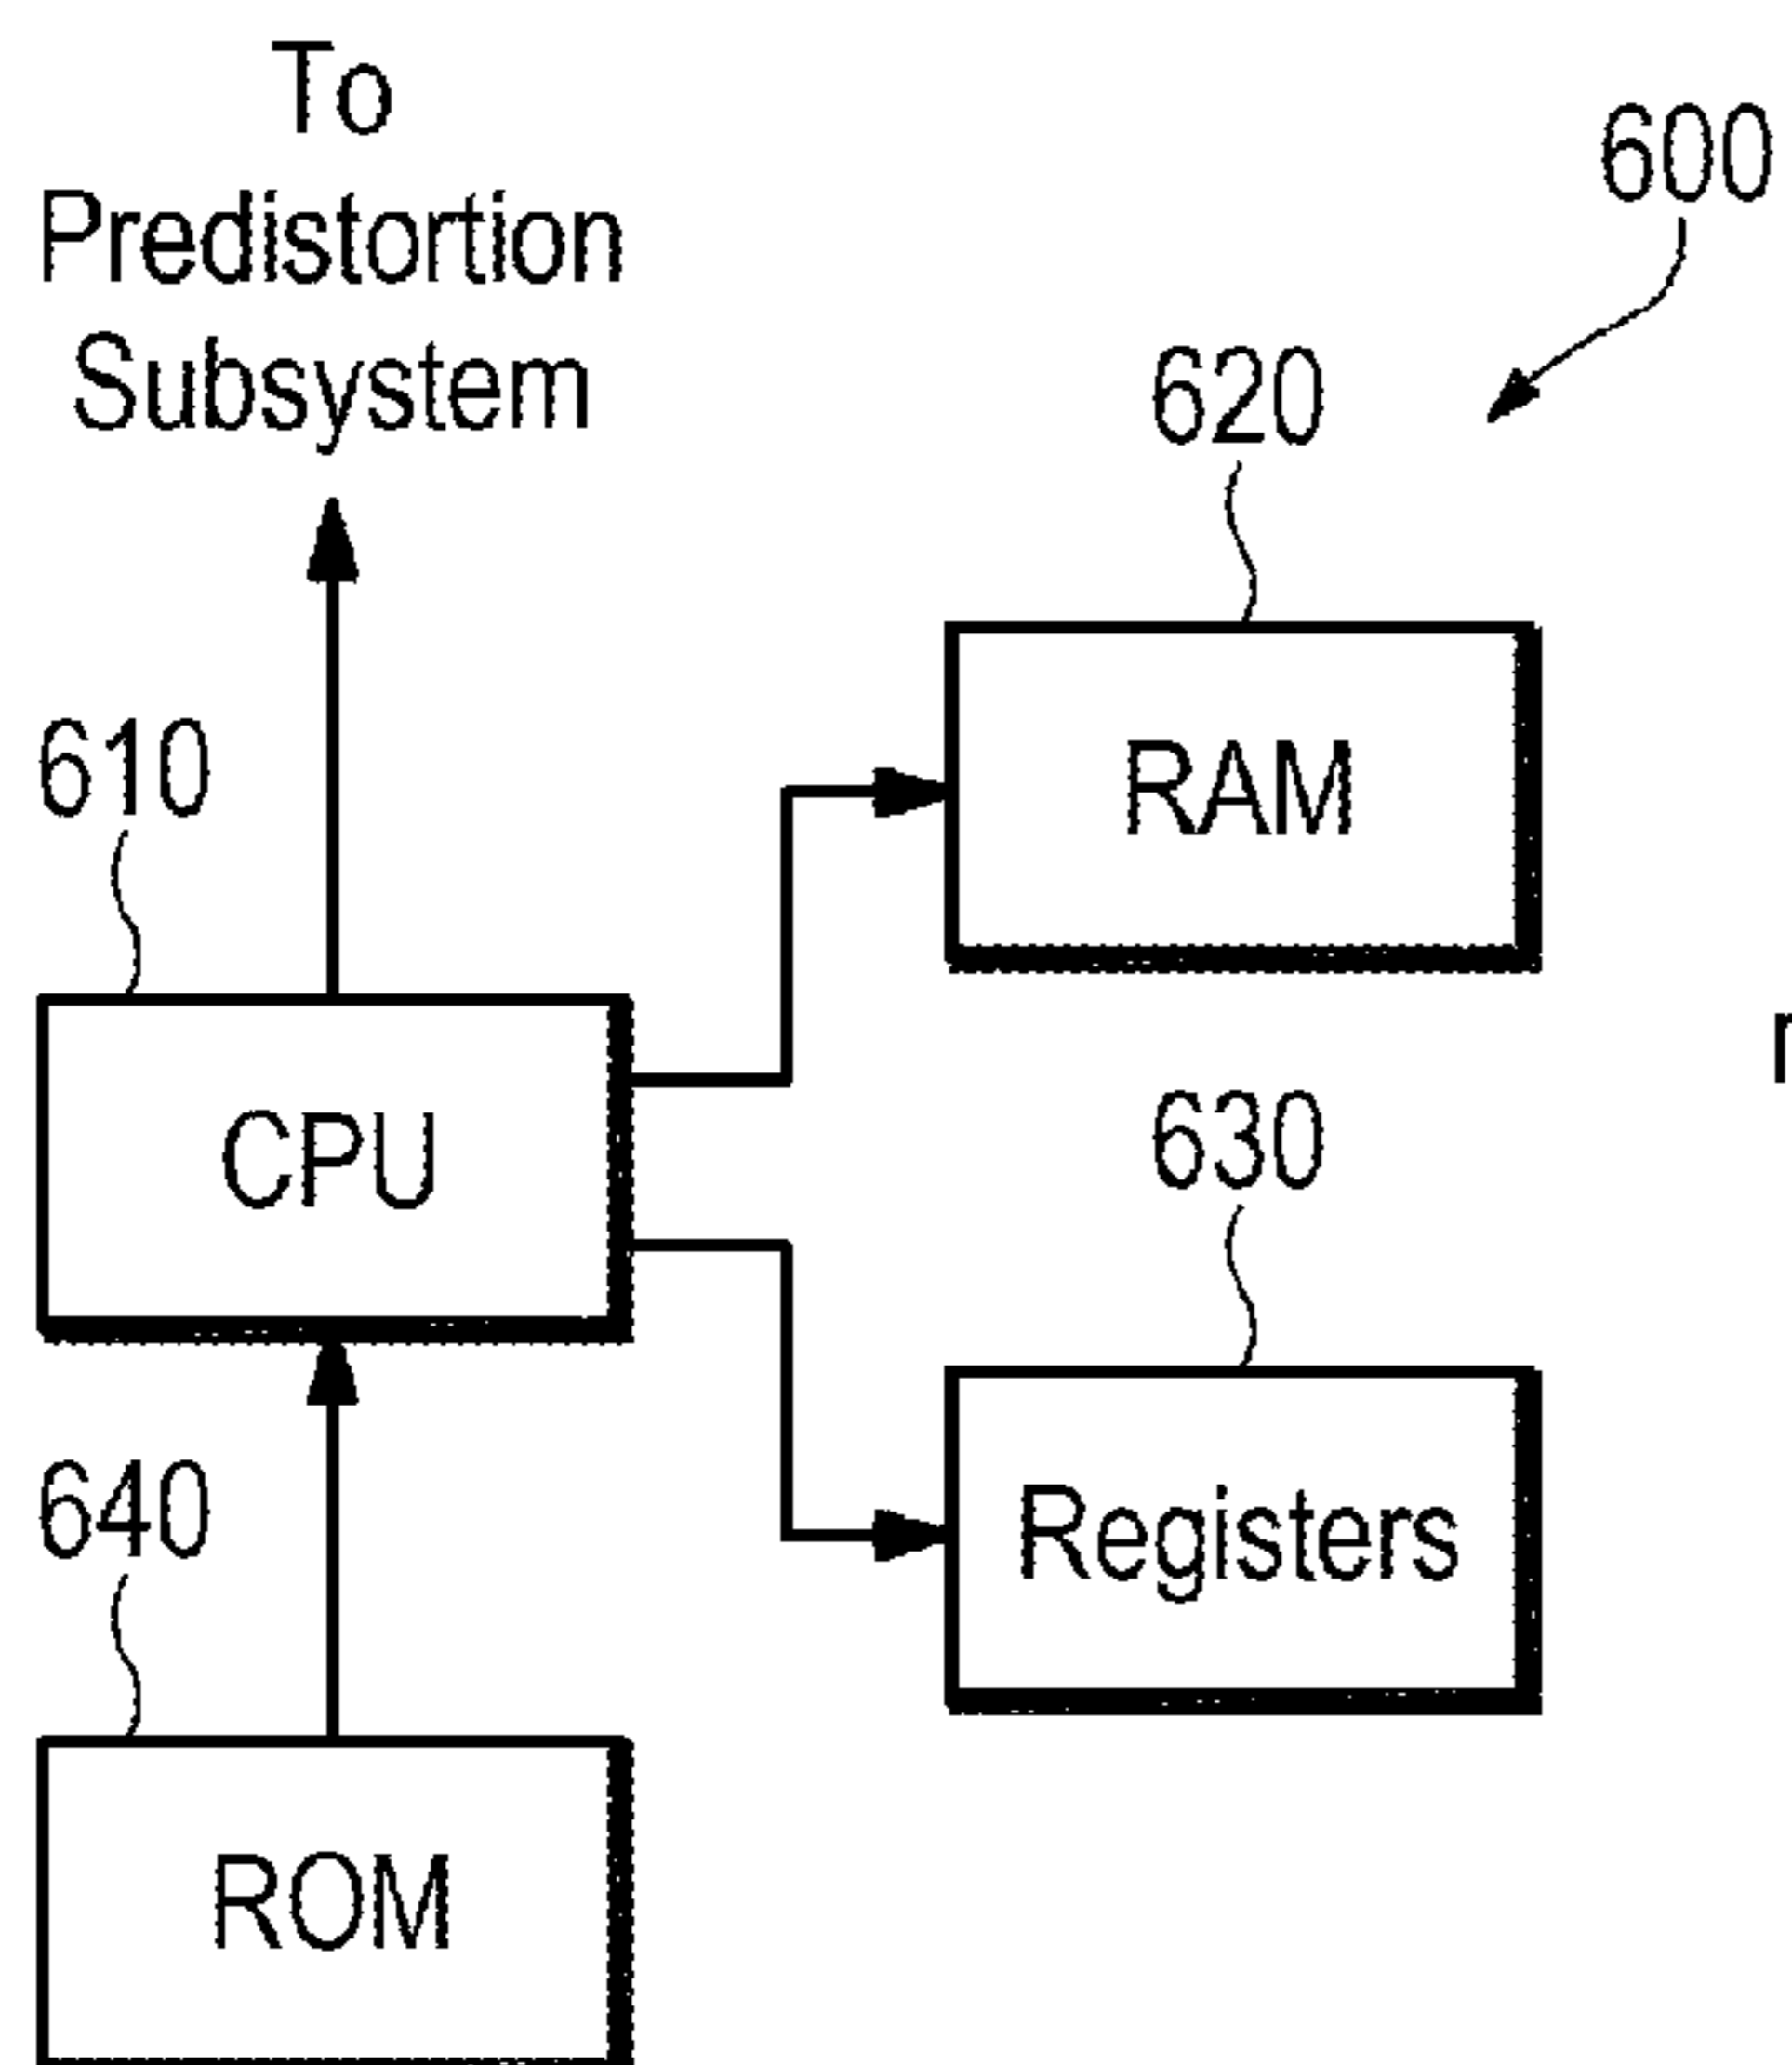 To
Predistortion
Subsystem
600
620
610
RAM
CPU
630
640
Registers
ROM